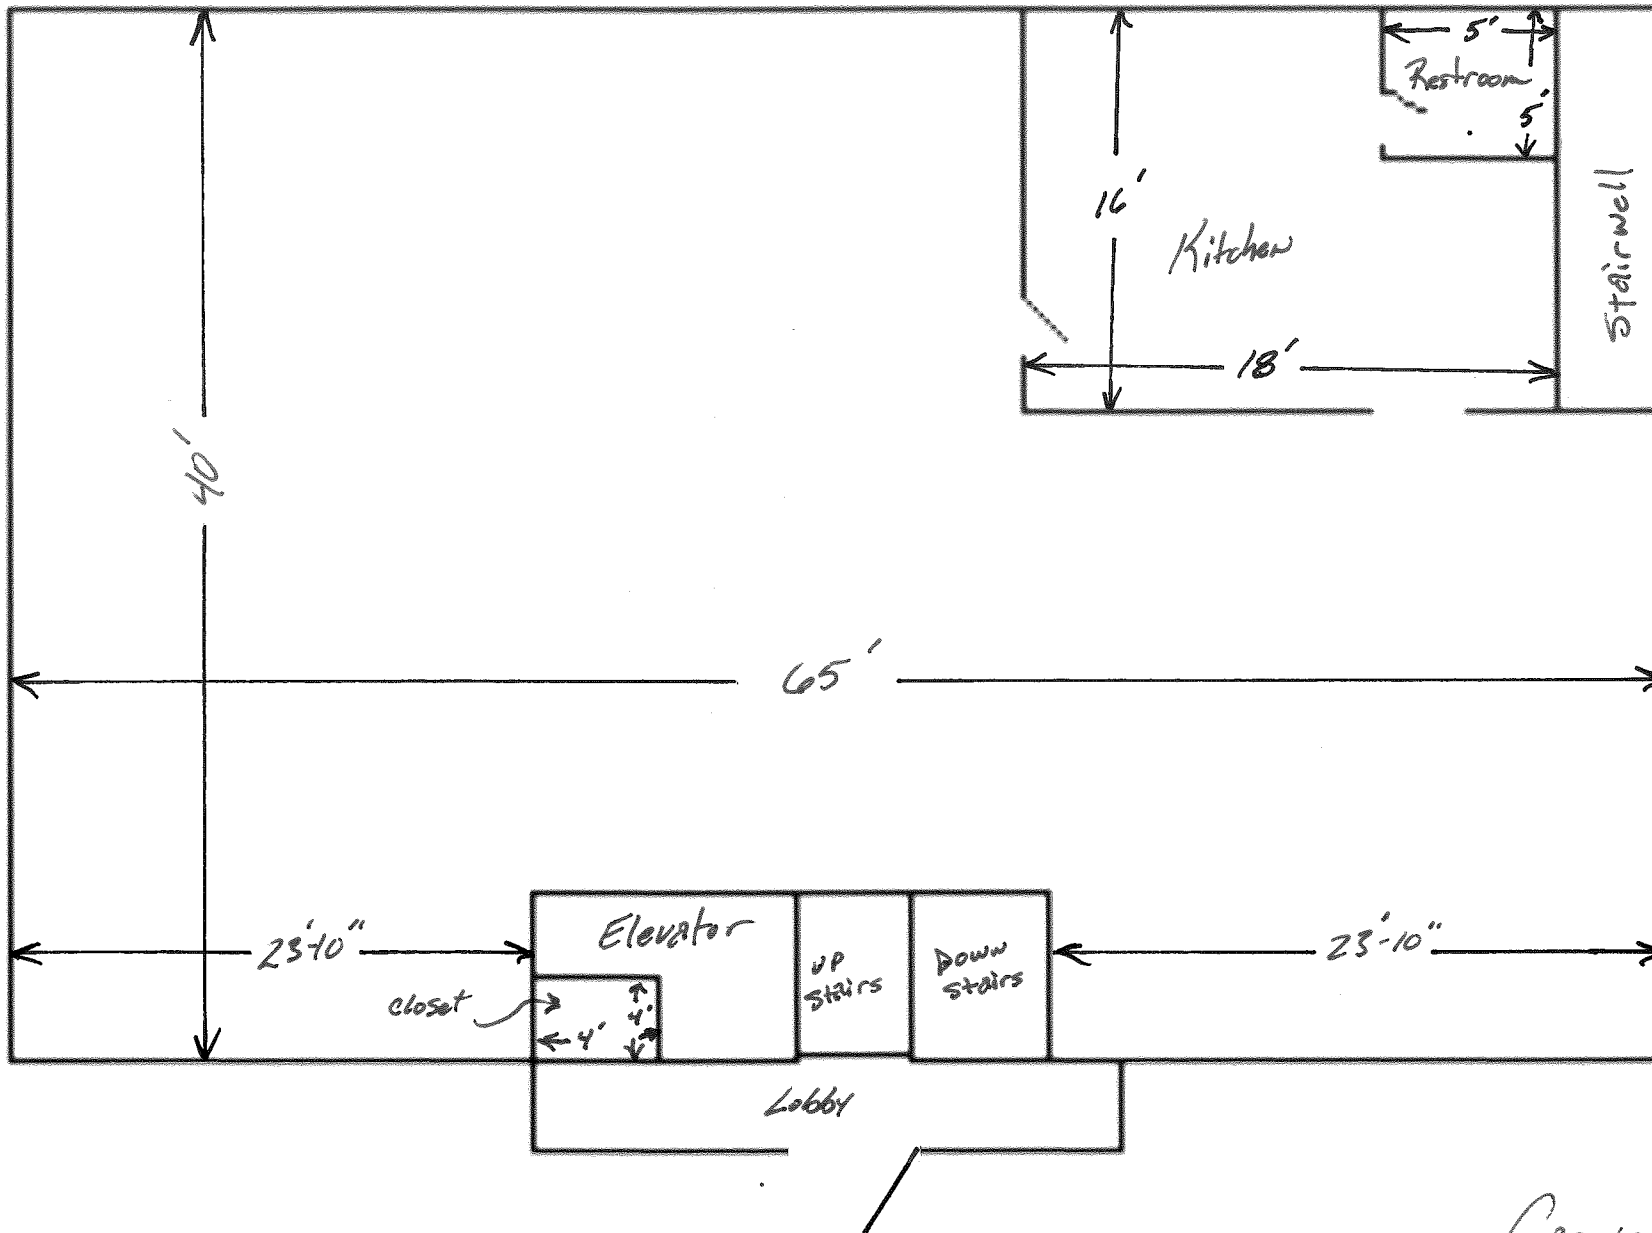 5'
Restroom
5'
16'
Kitchen
Stairwell
18'
40'
65'
23'-10"
Elevator
UP
Stairs
Down
Stairs
23'-10"
closet
4'
4'
Lobby